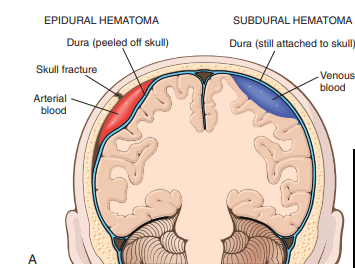 EPIDURAL HEMATOMA
SUBDURAL HEMATOMA
Dura (peeled off skull)
Dura (still attached to skull)
Skull fracture
Arterial
blood
Venous
blood
A